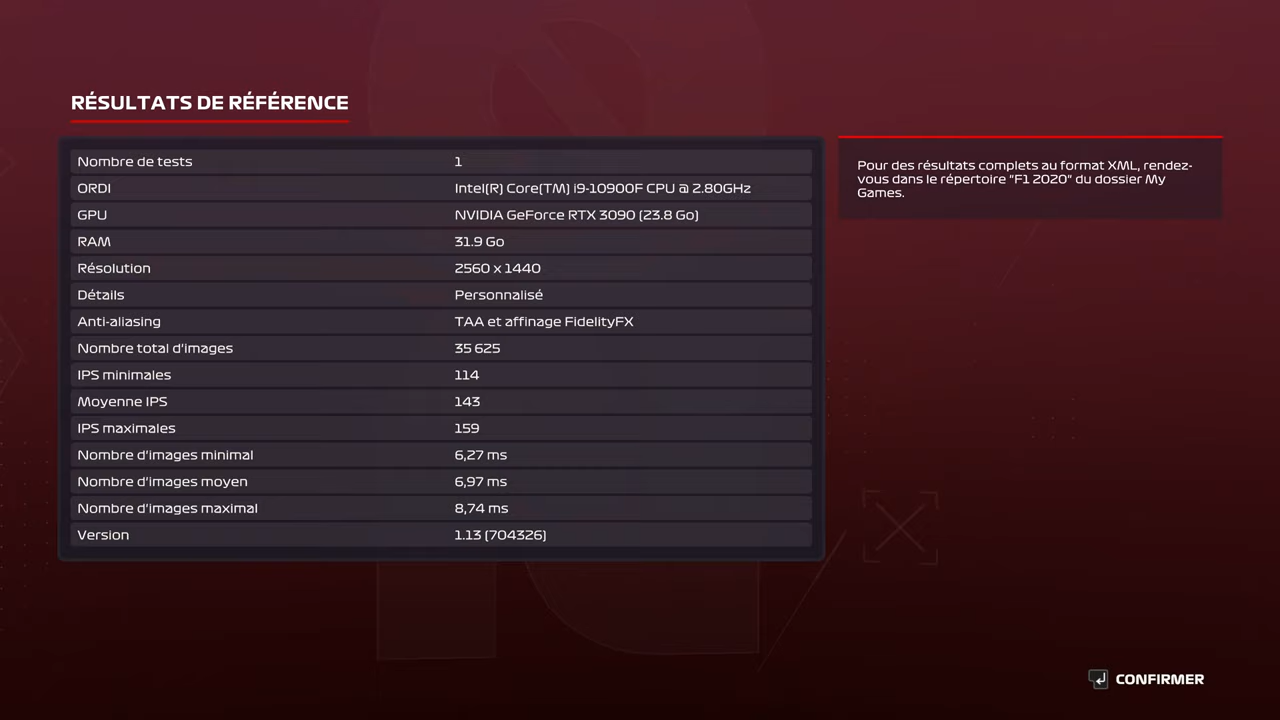 RÉSULTATS DE RÉFÉRENCE
Nombre de tests 1
ORDI Intel(R) Core(TM) i9-10900F CPU @ 2.80GHz
GPU NVIDIA GeForce RTX 3090 (23.8 Go)
RAM 31.9 Go
Résolution 2560 x 1440
Détails Personnalisé
Anti-aliasing TAA et affinage FidelityFX
Nombre total d'images 35 625
IPS minimales 114
Moyenne IPS 143
IPS maximales 159
Nombre d'images minimal 6,27 ms
Nombre d'images moyen 6,97 ms
Nombre d'images maximal 8,74 ms
Version 1.13 (704326)
Pour des résultats complets au format XML, rendez-
vous dans le répertoire "F1 2020" du dossier My
Games.
CONFIRMER